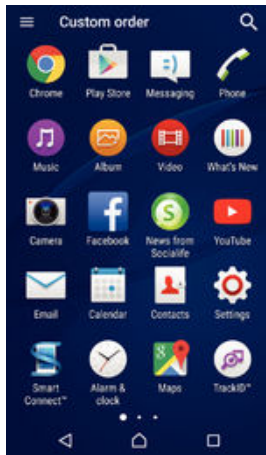 Custom order
Chrome Play Store Messaging Phone
Music Album Video What's New
Camera Facebook News from Socialife YouTube
Email Calendar Contacts Settings
Smart Connect™ Alarm & clock Maps TrackID™